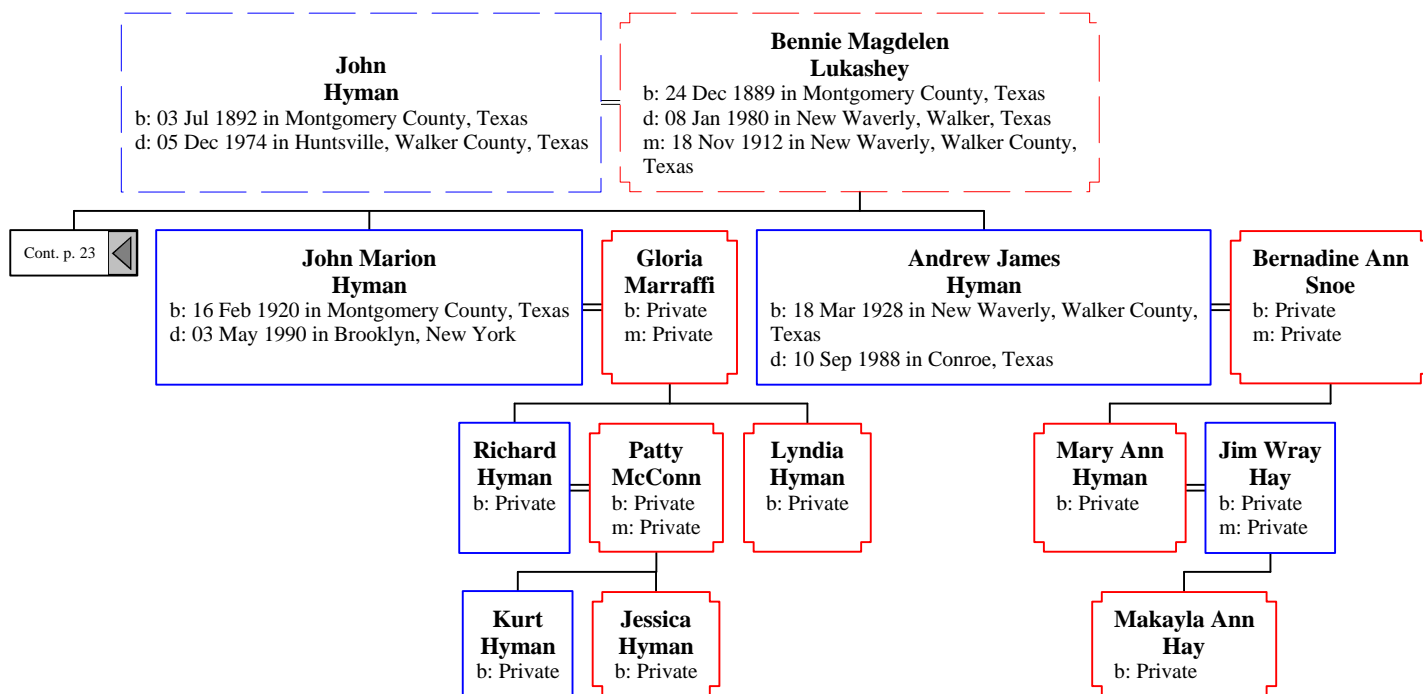 John
Hyman
b: 03 Jul 1892 in Montgomery County, Texas
d: 05 Dec 1974 in Huntsville, Walker County, Texas
Bennie Magdelen
Lukashey
b: 24 Dec 1889 in Montgomery County, Texas
d: 08 Jan 1980 in New Waverly, Walker, Texas
m: 18 Nov 1912 in New Waverly, Walker County,
Texas
Cont. p. 23
John Marion
Hyman
b: 16 Feb 1920 in Montgomery County, Texas
d: 03 May 1990 in Brooklyn, New York
Gloria
Marraffi
b: Private
m: Private
Andrew James
Hyman
b: 18 Mar 1928 in New Waverly, Walker County,
Texas
d: 10 Sep 1988 in Conroe, Texas
Bernadine Ann
Snoe
b: Private
m: Private
Richard
Hyman
b: Private
Patty
McConn
b: Private
m: Private
Lyndia
Hyman
b: Private
Mary Ann
Hyman
b: Private
Jim Wray
Hay
b: Private
m: Private
Kurt
Hyman
b: Private
Jessica
Hyman
b: Private
Makayla Ann
Hay
b: Private